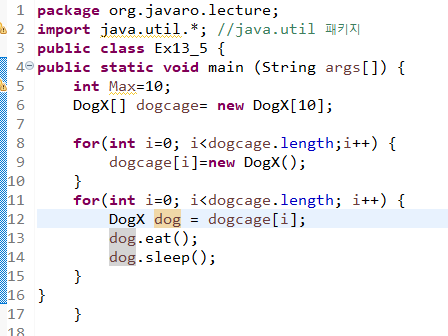 1 package org.javaro.lecture;
2 import java.util.*; //java.util 패키지
3 public class Ex13_5 {
4 public static void main (String args[]) {
5     int Max=10;
6     DogX[] dogcage= new DogX[10];
7
8     for(int i=0; i<dogcage.length;i++) {
9         dogcage[i]=new DogX();
10     }
11     for(int i=0; i<dogcage.length; i++) {
12         DogX dog = dogcage[i];
13         dog.eat();
14         dog.sleep();
15     }
16 }
17     }
18